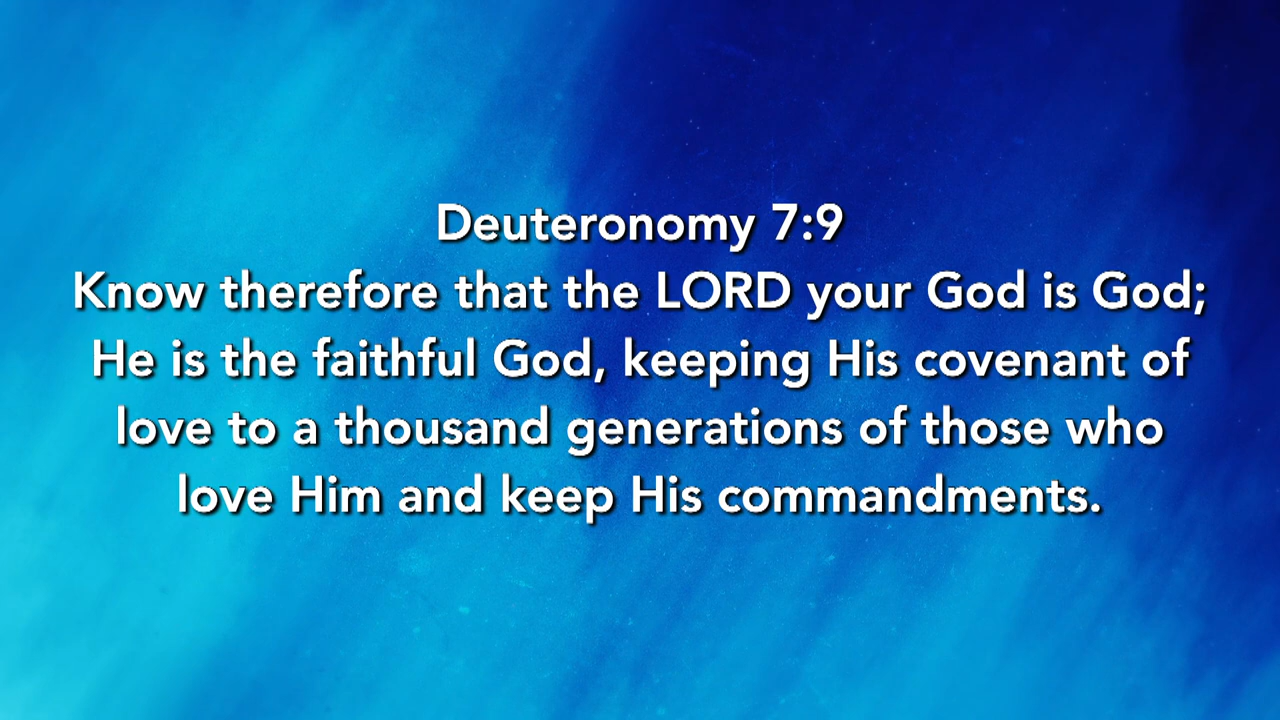 Deuteronomy 7:9
Know therefore that the LORD your God is God;
He is the faithful God, keeping His covenant of
love to a thousand generations of those who
love Him and keep His commandments.